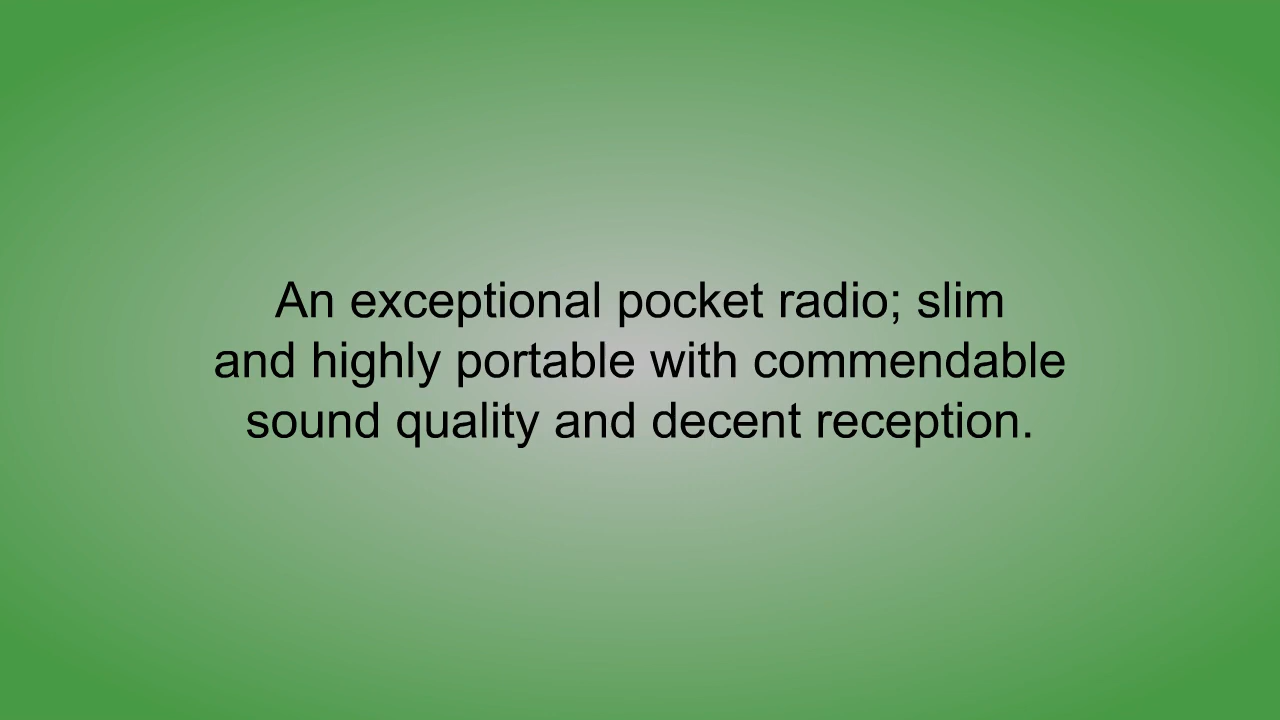 An exceptional pocket radio; slim
and highly portable with commendable
sound quality and decent reception.